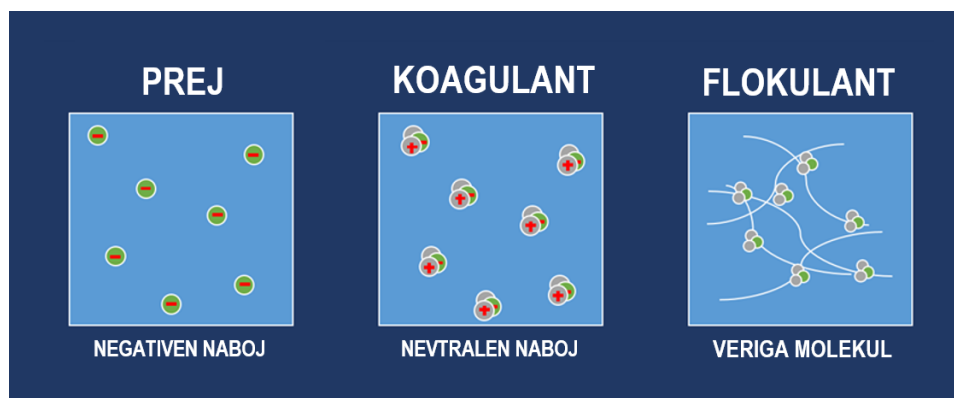 PREJ
KOAGULANT
FLOKULANT
NEGATIVEN NABOJ
NEVTRALEN NABOJ
VERIGA MOLEKUL